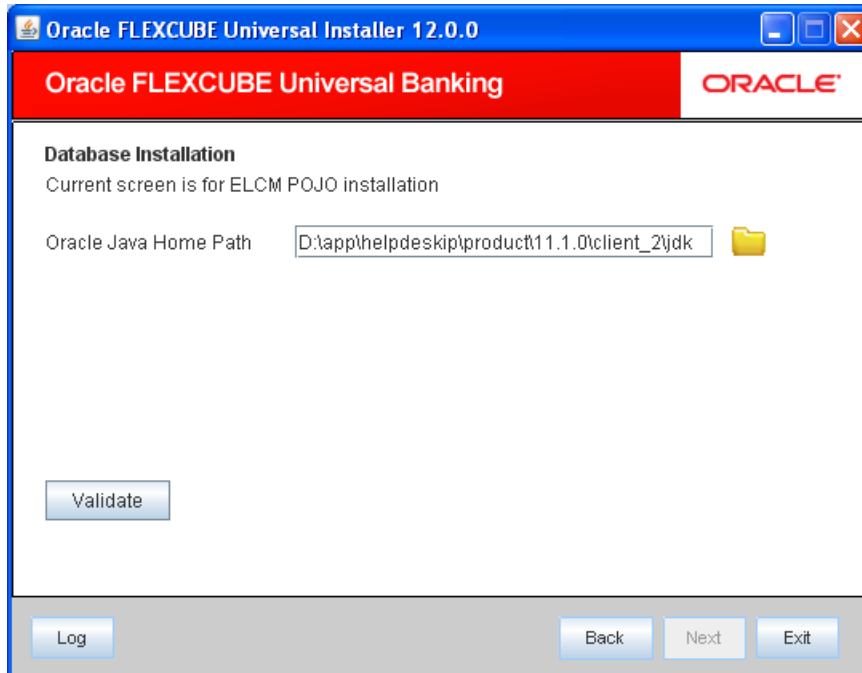 Oracle FLEXCUBE Universal Installer 12.0.0
Oracle FLEXCUBE Universal Banking
ORACLE
Database Installation
Current screen is for ELCM POJO installation
Oracle Java Home Path D:\app\helpdeskip\product\11.1.0\client_2\jdk
Validate
Log Back Next Exit